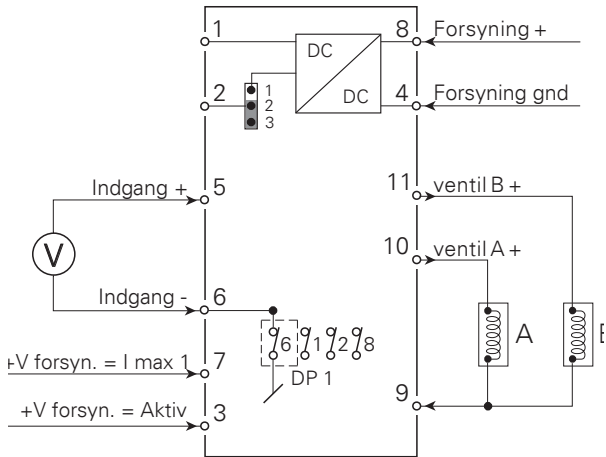 1
8
Forsyning +
DC
2
1
2
3
DC
4
Forsyning gnd
Indgang +
5
11
ventil B +
V
10
ventil A +
Indgang -
6
6
1
2
8
A
+V forsyn. = I max 1
7
DP 1
+V forsyn. = Aktiv
3
9